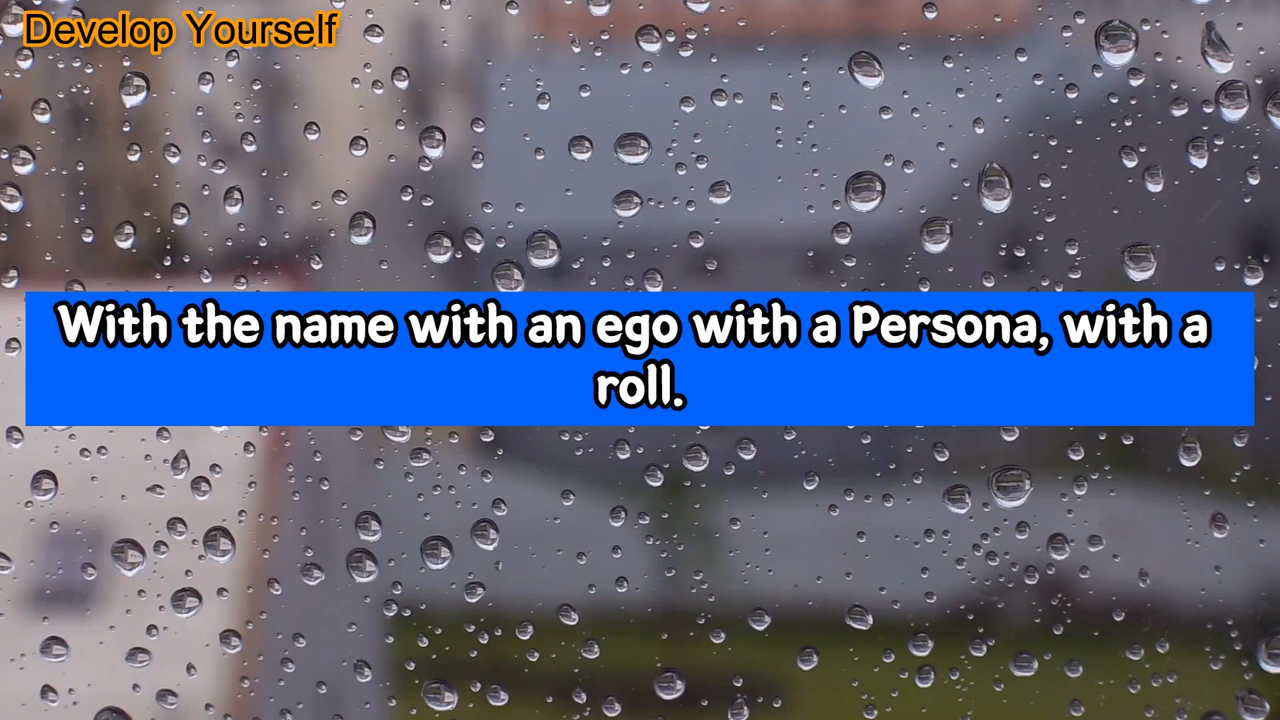 Develop Yourself
With the name with an ego with a Persona, with a
roll.